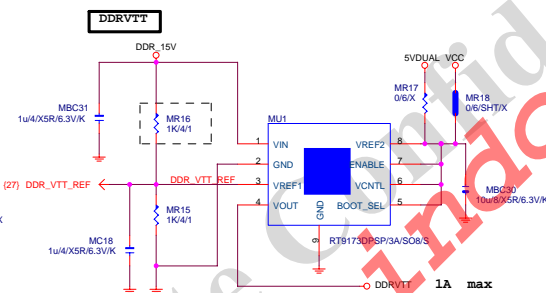 DDRVTT
DDR_15V
5VDUAL VCC
MBC31
1u/4/X5R/6.3V/K
MR16
1K/4/1
MR17
0/6/X
MR18
0/6/SHT/X
MU1
1 VIN
2 GND
3 VREF1
4 VOUT
VREF2 8
ENABLE 7
VCNTL 6
BOOT_SEL 5
GND
9
{27} DDR_VTT_REF
DDR_VTT_REF
MR15
1K/4/1
MC18
1u/4/X5R/6.3V/K
MBC30
10u/8/X5R/6.3V/K
RT9173DPSP/3A/SO8/S
DDRVTT
1A max
X